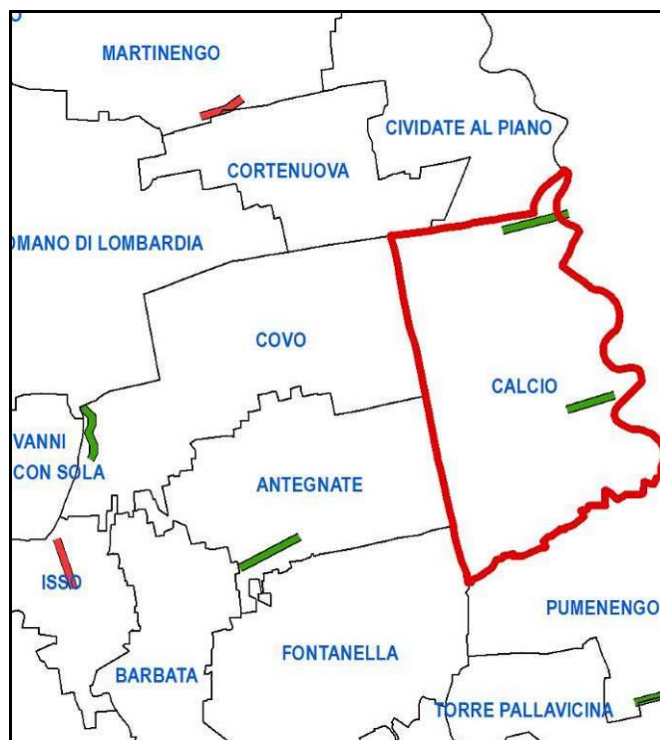 MARTINENGO
CIVIDATE AL PIANO
CORTENUOVA
OMANO DI LOMBARDIA
COVO
CALCIO
VANNI
CON SOLA
ANTEGNATE
ISSO
PUMENENGO
FONTANELLA
BARBATA
TORRE PALLAVICINA